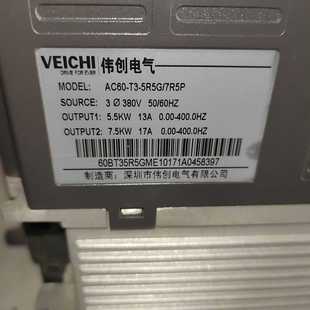 VEICHI 伟创电气
DRIVE FOR EVER
MODEL: AC60-T3-5R5G/7R5P
SOURCE: 3 Ø 380V 50/60HZ
OUTPUT1: 5.5KW 13A 0.00-400.0HZ
OUTPUT2: 7.5KW 17A 0.00-400.0HZ
60BT35R5GME10171A0458397
制造商: 深圳市伟创电气有限公司